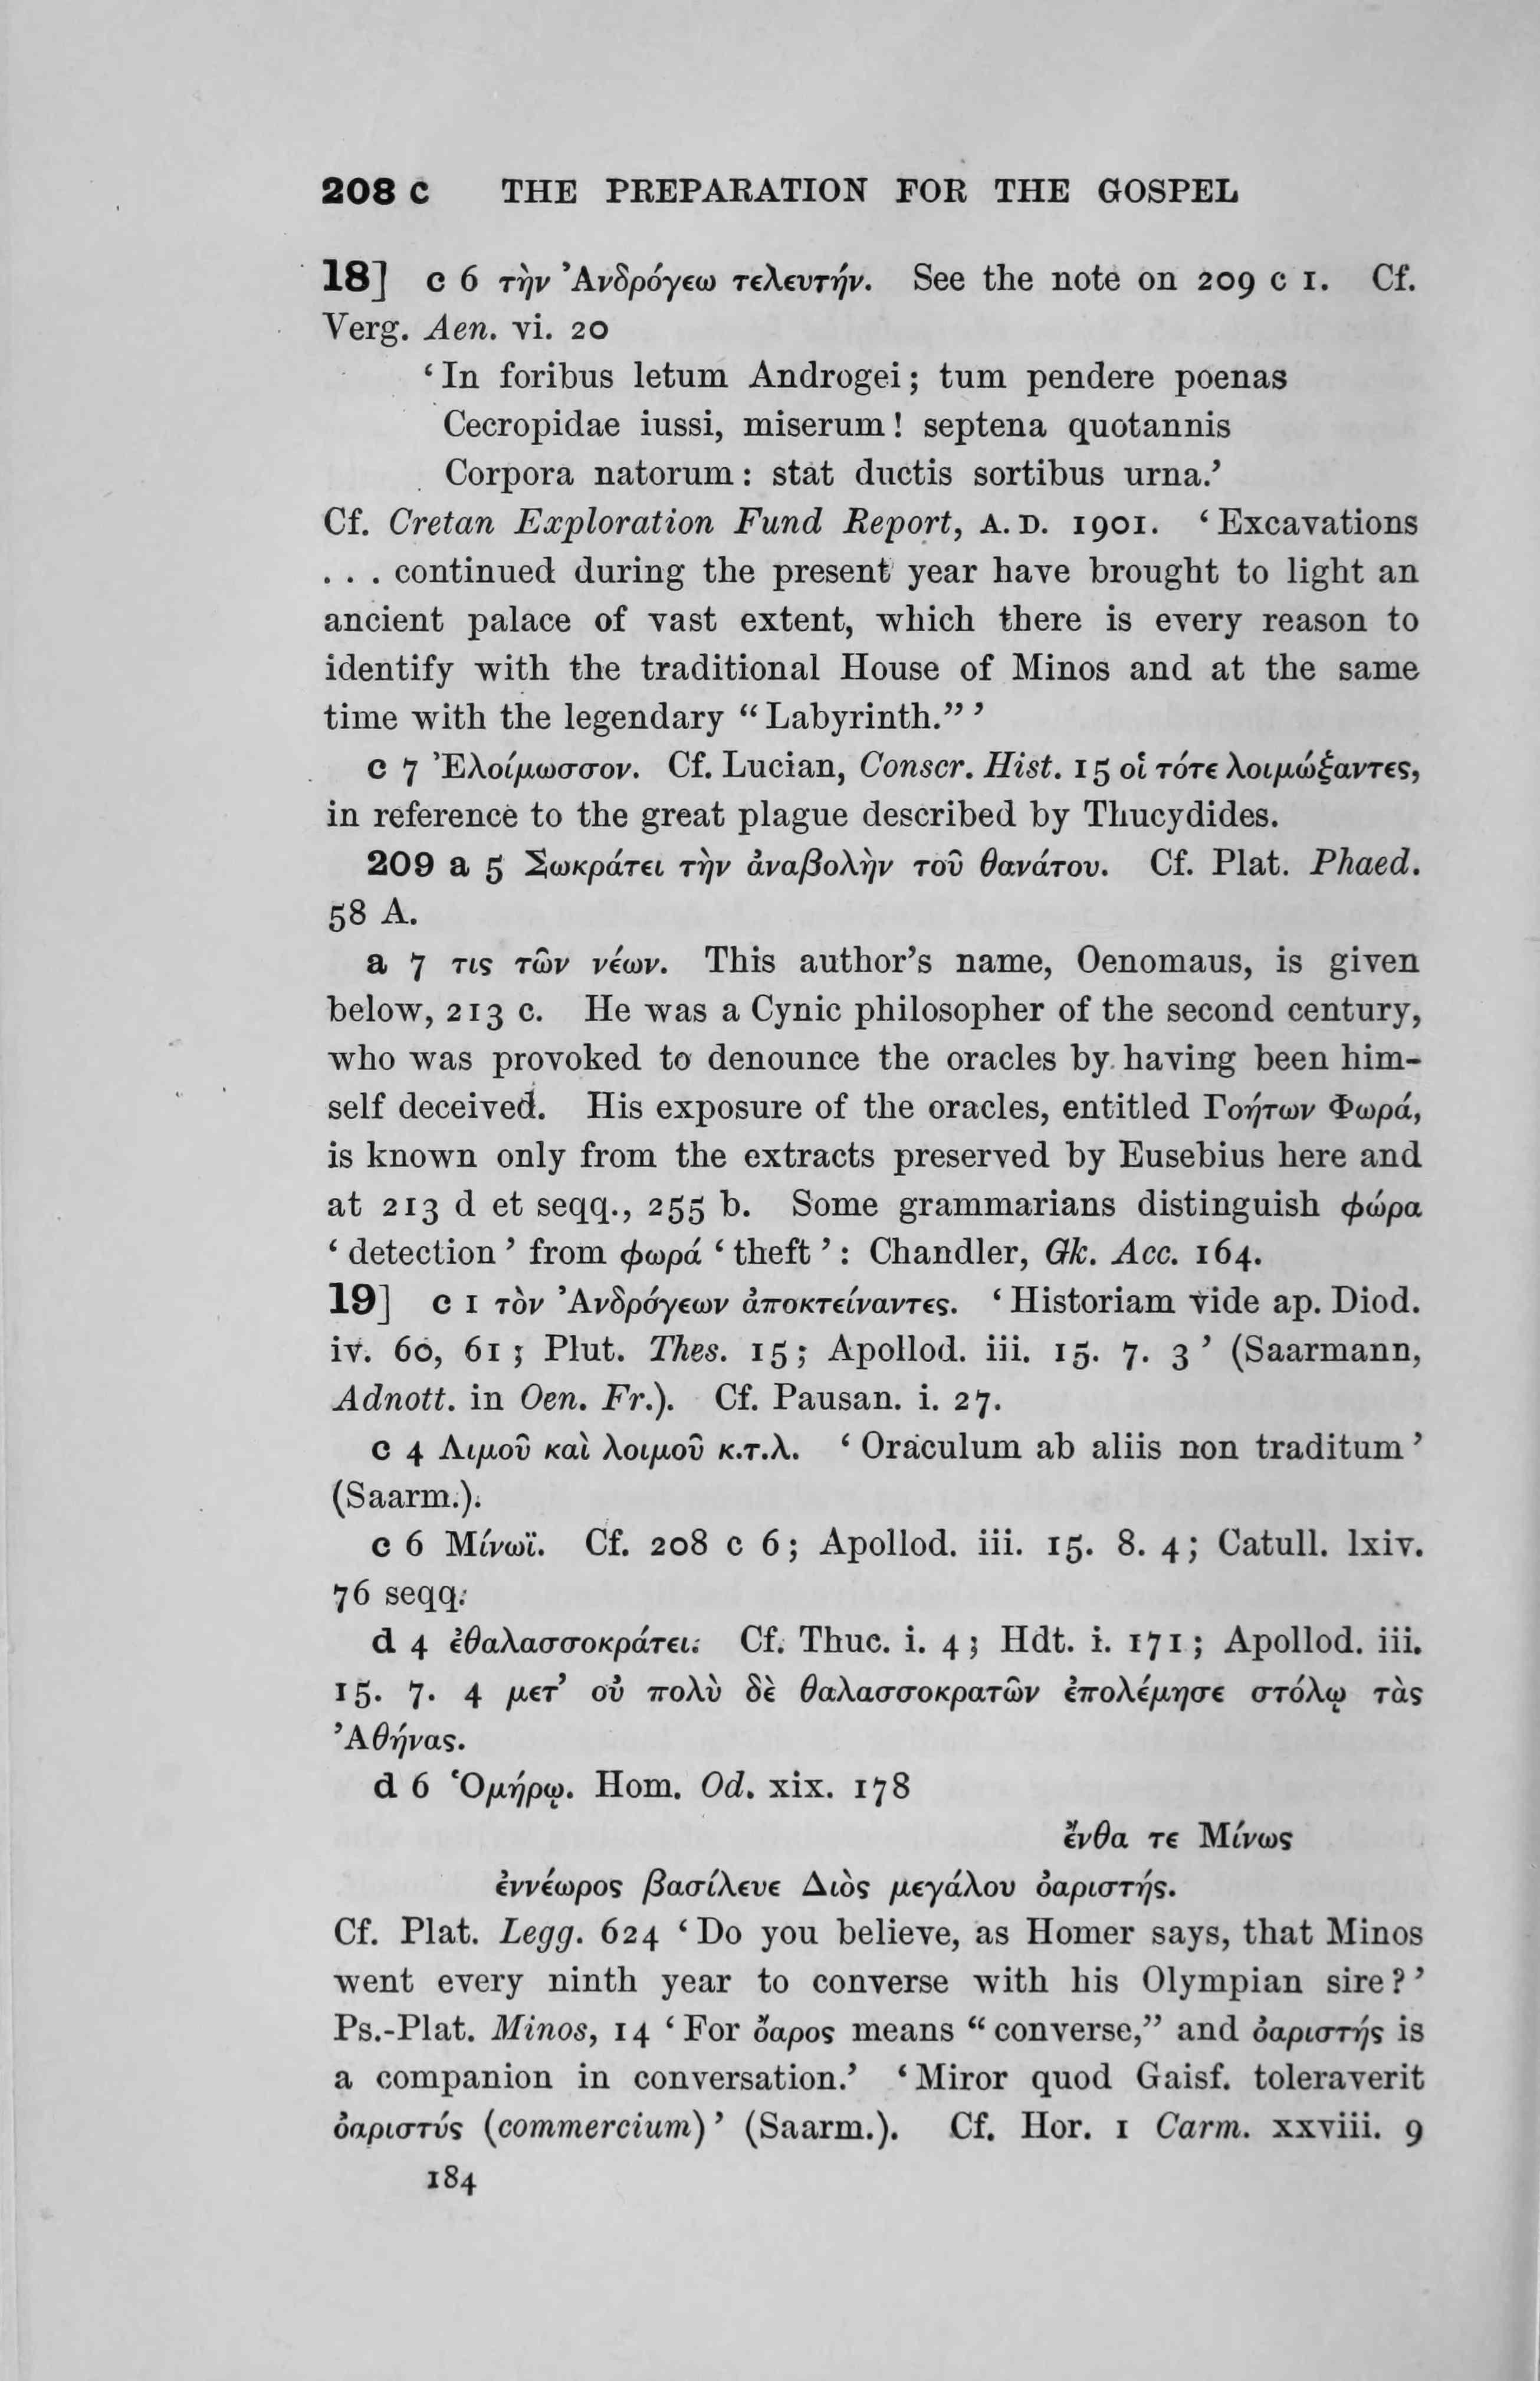 208 c THE PREPARATION FOR THE GOSPEL
18] c 6 τὴν Ἀνδρόγεω τελευτήν. See the note on 209 c 1. Cf.
Verg. Aen. vi. 20
‘In foribus letum Androgei; tum pendere poenas
Cecropidae iussi, miserum! septena quotannis
Corpora natorum: stat ductis sortibus urna.’
Cf. Cretan Exploration Fund Report, A.D. 1901. ‘Excavations
. . . continued during the present year have brought to light an
ancient palace of vast extent, which there is every reason to
identify with the traditional House of Minos and at the same
time with the legendary “Labyrinth.”’
c 7 Ἐλοίμωσσον. Cf. Lucian, Conscr. Hist. 15 οἱ τότε λοιμώξαντες,
in reference to the great plague described by Thucydides.
209 a 5 Σωκράτει τὴν ἀναβολὴν τοῦ θανάτου. Cf. Plat. Phaed.
58 A.
a 7 τις τῶν νέων. This author’s name, Oenomaus, is given
below, 213 c. He was a Cynic philosopher of the second century,
who was provoked to denounce the oracles by having been him-
self deceived. His exposure of the oracles, entitled Γοήτων Φωρά,
is known only from the extracts preserved by Eusebius here and
at 213 d et seqq., 255 b. Some grammarians distinguish φώρα
‘detection’ from φωρά ‘theft’: Chandler, Gk. Acc. 164.
19] c 1 τὸν Ἀνδρόγεων ἀποκτείναντες. ‘Historiam vide ap. Diod.
iv. 60, 61; Plut. Thes. 15; Apollod. iii. 15. 7. 3’ (Saarmann,
Adnott. in Oen. Fr.). Cf. Pausan. i. 27.
c 4 Λιμοῦ καὶ λοιμοῦ κ.τ.λ. ‘Oraculum ab aliis non traditum’
(Saarm.).
c 6 Μίνωϊ. Cf. 208 c 6; Apollod. iii. 15. 8. 4; Catull. lxiv.
76 seqq.
d 4 ἐθαλασσοκράτει. Cf. Thuc. i. 4; Hdt. i. 171; Apollod. iii.
15. 7. 4 μετ’ οὐ πολὺ δὲ θαλασσοκρατῶν ἐπολέμησε στόλῳ τὰς
Ἀθήνας.
d 6 Ὁμήρῳ. Hom. Od. xix. 178
ἔνθα τε Μίνως
ἐννέωρος βασίλευε Διὸς μεγάλου ὀαριστής.
Cf. Plat. Legg. 624 ‘Do you believe, as Homer says, that Minos
went every ninth year to converse with his Olympian sire?’
Ps.-Plat. Minos, 14 ‘For ὄαρος means “converse,” and ὀαριστής is
a companion in conversation.’ ‘Miror quod Gaisf. toleraverit
ὀαριστύς (commercium)’ (Saarm.). Cf. Hor. 1 Carm. xxviii. 9
184